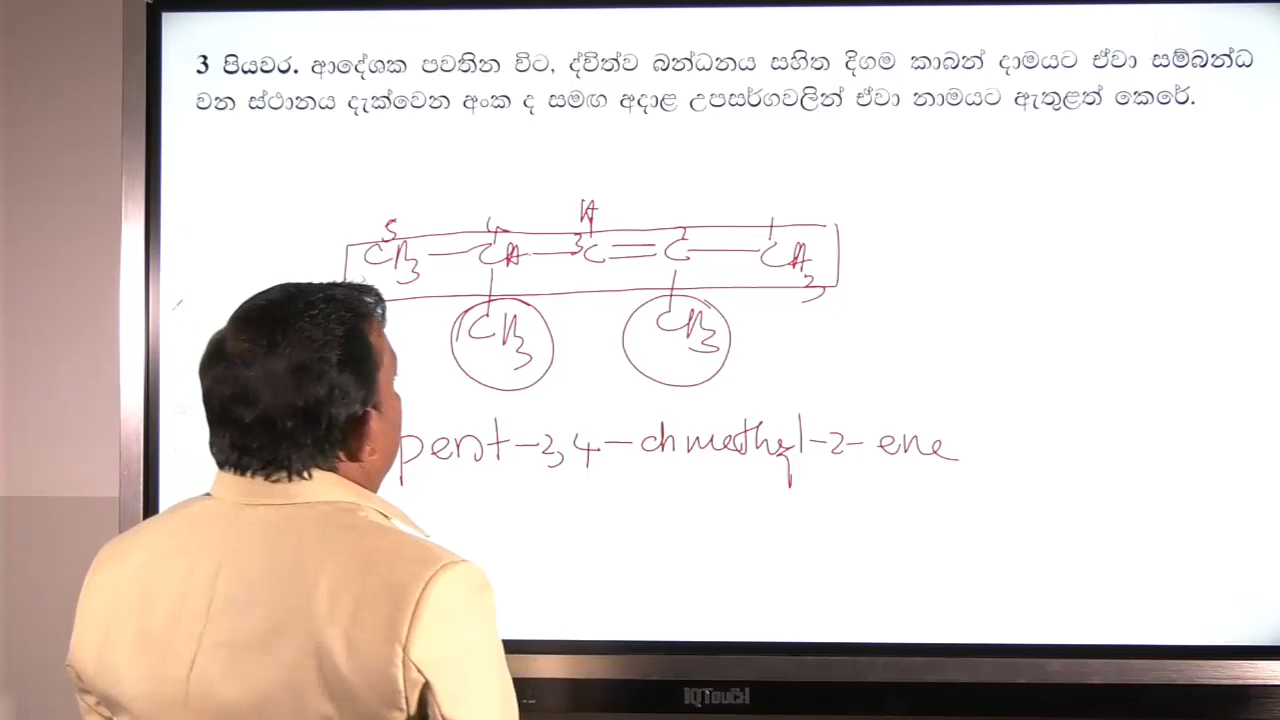 3 පියවර. ආදේශක පවතින විට, ද්විත්ව බන්ධනය සහිත දිගම කාබන් දාමයට ඒවා සම්බන්ධ
වන ස්ථානය දැක්වෙන අංක ද සමඟ අදාළ උපසර්ගවලින් ඒවා නාමයට ඇතුළත් කෙරේ.
H
5 4 3 2 1
CH3 — CH — C = C — CH3
CH3 CH3
pent-2,4-dimethyl-2-ene
IQTouch